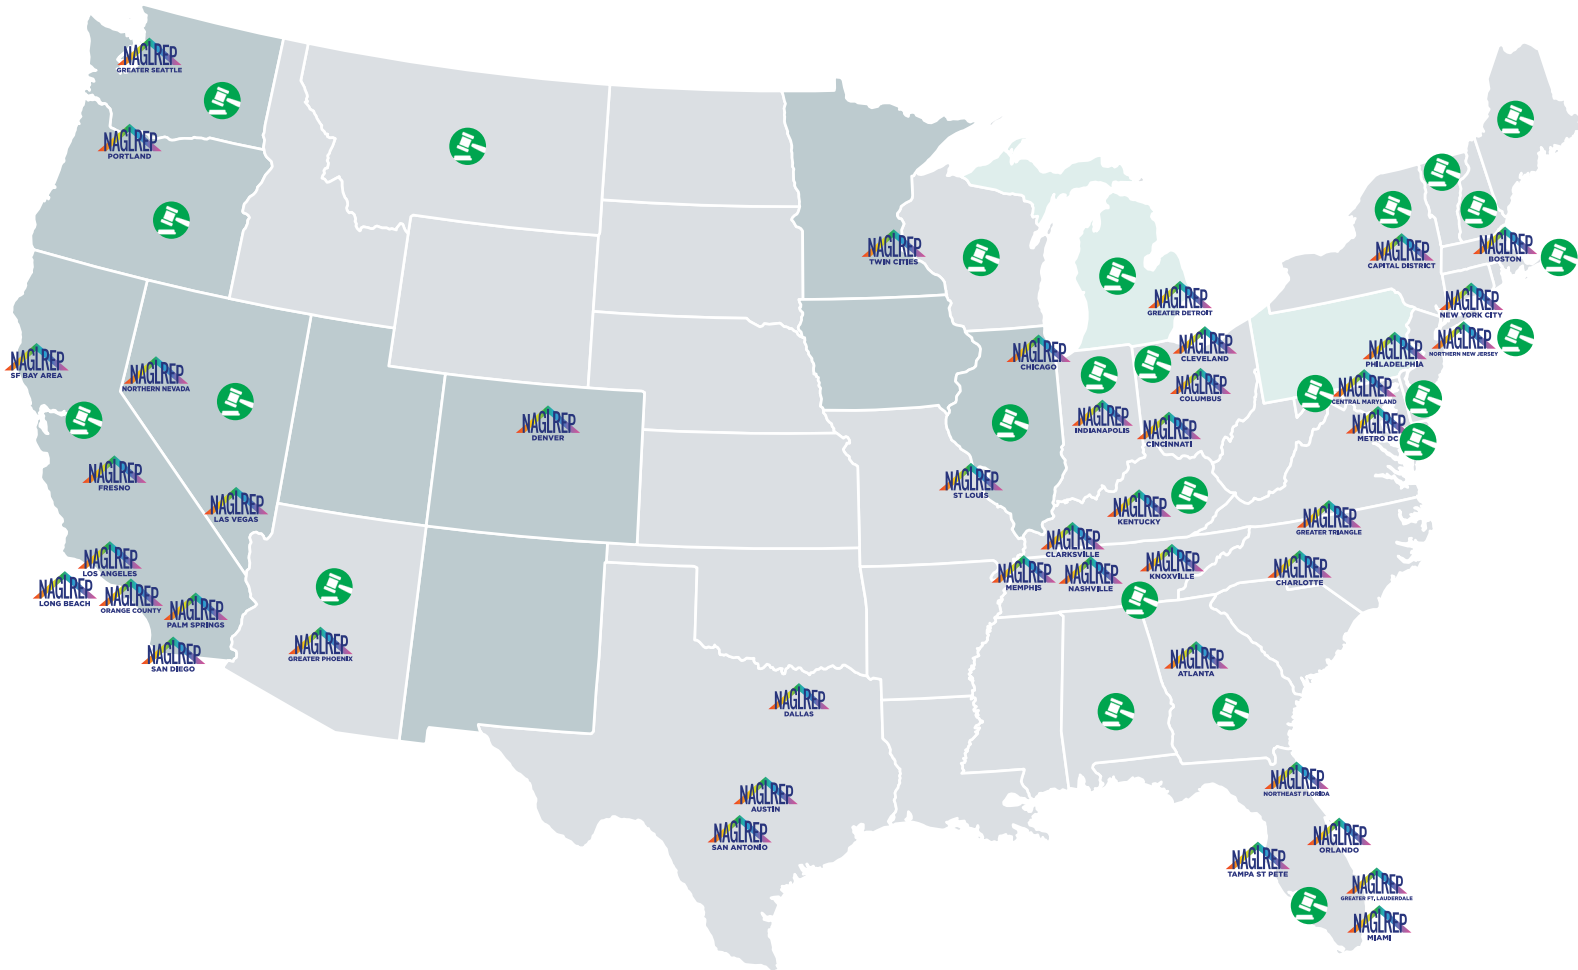 NAGLREP
GREATER SEATTLE
NAGLREP
PORTLAND
NAGLREP
TWIN CITIES
NAGLREP
CAPITAL DISTRICT
NAGLREP
BOSTON
NAGLREP
GREATER DETROIT
NAGLREP
NEW YORK CITY
NAGLREP
NORTHERN NEW JERSEY
NAGLREP
CLEVELAND
NAGLREP
PHILADELPHIA
NAGLREP
CHICAGO
NAGLREP
SF BAY AREA
NAGLREP
NORTHERN NEVADA
NAGLREP
COLUMBUS
NAGLREP
CENTRAL MARYLAND
NAGLREP
DENVER
NAGLREP
INDIANAPOLIS
NAGLREP
CINCINNATI
NAGLREP
METRO DC
NAGLREP
FRESNO
NAGLREP
ST LOUIS
NAGLREP
LAS VEGAS
NAGLREP
KENTUCKY
NAGLREP
GREATER TRIANGLE
NAGLREP
CLARKSVILLE
NAGLREP
LOS ANGELES
NAGLREP
KNOXVILLE
NAGLREP
CHARLOTTE
NAGLREP
MEMPHIS
NAGLREP
NASHVILLE
NAGLREP
LONG BEACH
NAGLREP
ORANGE COUNTY
NAGLREP
PALM SPRINGS
NAGLREP
SAN DIEGO
NAGLREP
GREATER PHOENIX
NAGLREP
ATLANTA
NAGLREP
DALLAS
NAGLREP
NORTHEAST FLORIDA
NAGLREP
AUSTIN
NAGLREP
SAN ANTONIO
NAGLREP
ORLANDO
NAGLREP
TAMPA ST PETE
NAGLREP
GREATER FT, LAUDERDALE
NAGLREP
MIAMI